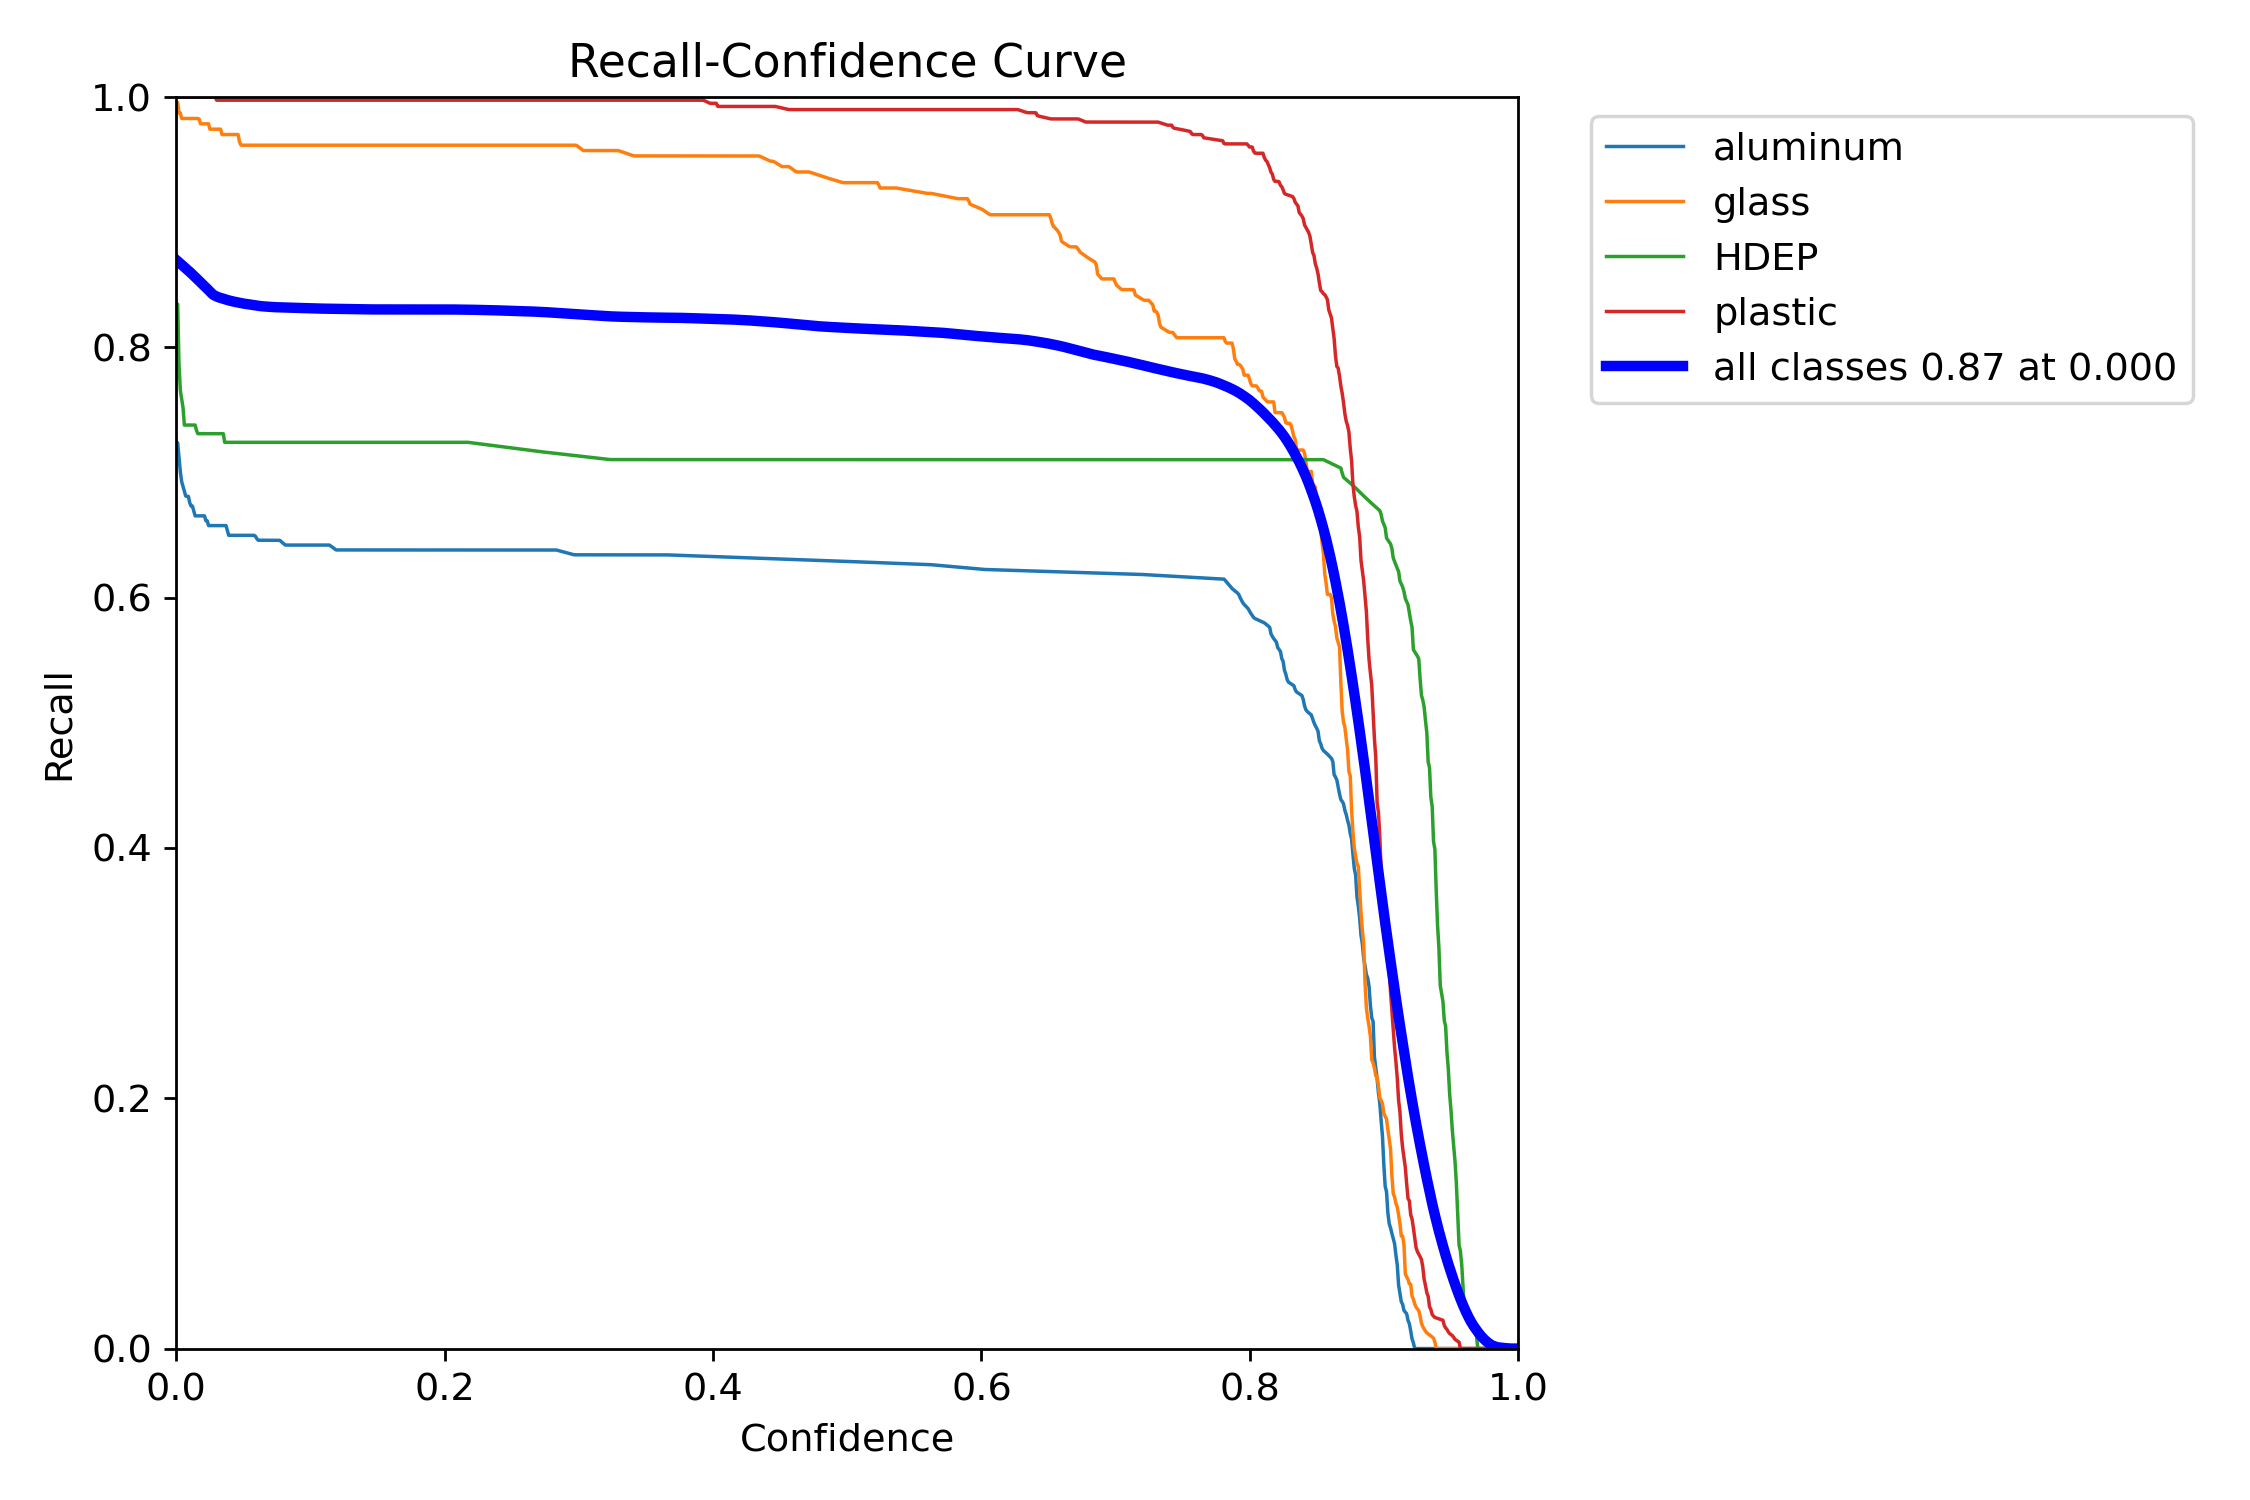 Recall-Confidence Curve
1.0
0.8
0.6
0.4
0.2
0.0
Recall
0.0 0.2 0.4 0.6 0.8 1.0
Confidence
aluminum
glass
HDEP
plastic
all classes 0.87 at 0.000